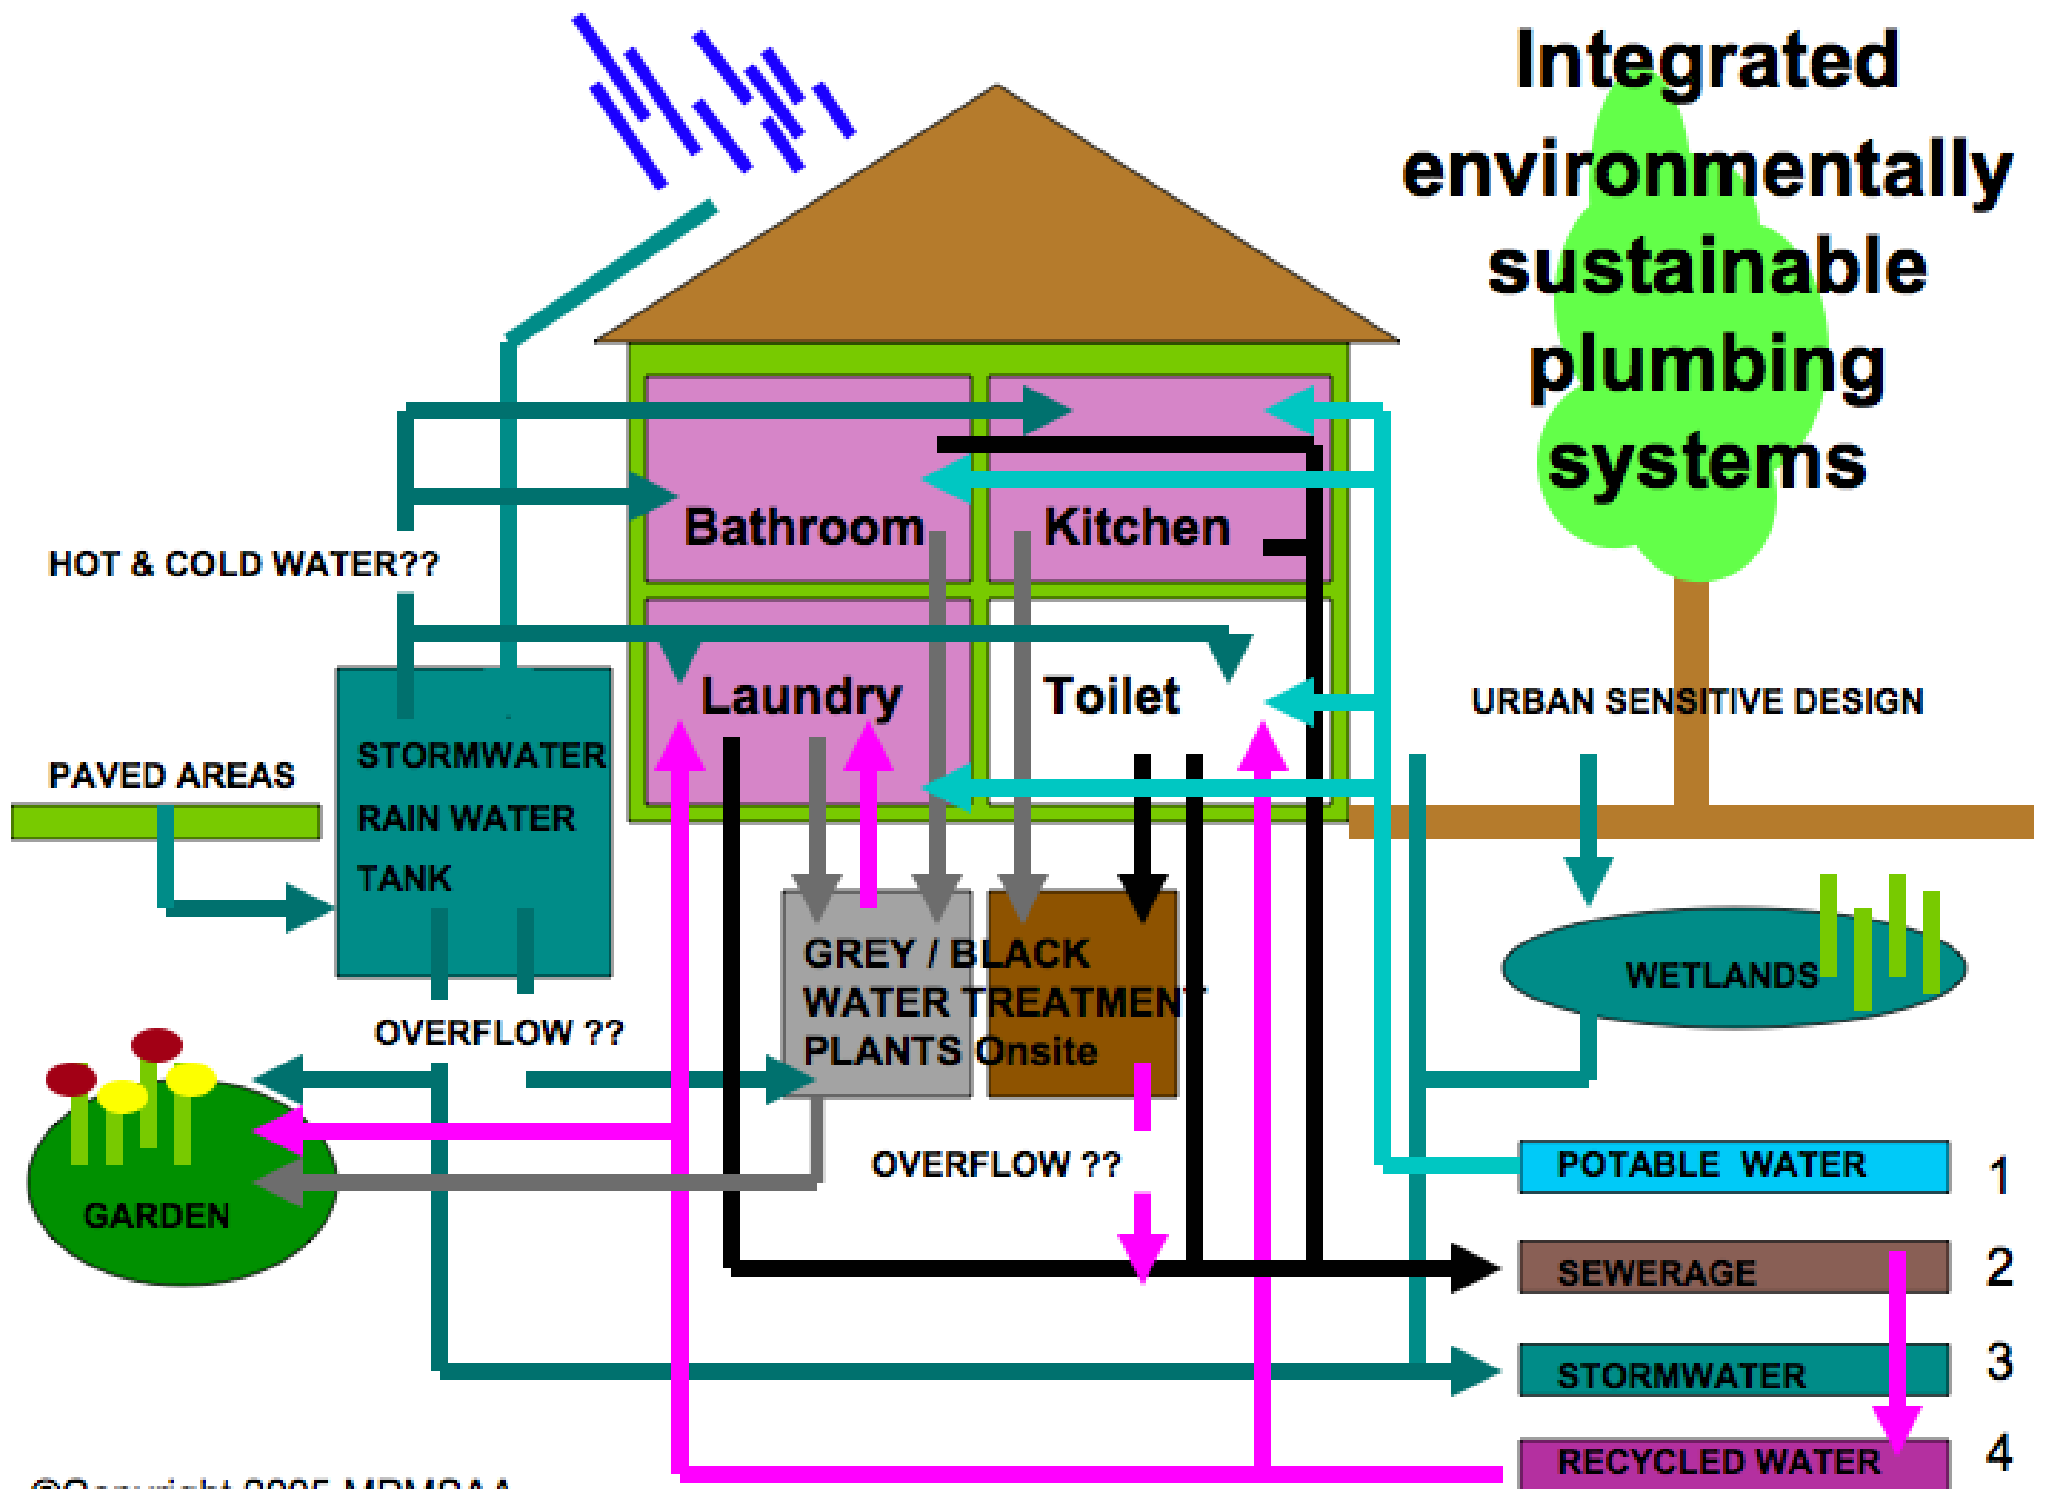 Integrated
environmentally
sustainable
plumbing
systems
Bathroom
Kitchen
HOT & COLD WATER??
Laundry
Toilet
URBAN SENSITIVE DESIGN
PAVED AREAS
STORMWATER
RAIN WATER
TANK
GREY / BLACK
WATER TREATMENT
PLANTS Onsite
WETLANDS
OVERFLOW ??
OVERFLOW ??
GARDEN
POTABLE WATER 1
SEWERAGE 2
STORMWATER 3
RECYCLED WATER 4
©Copyright 2005